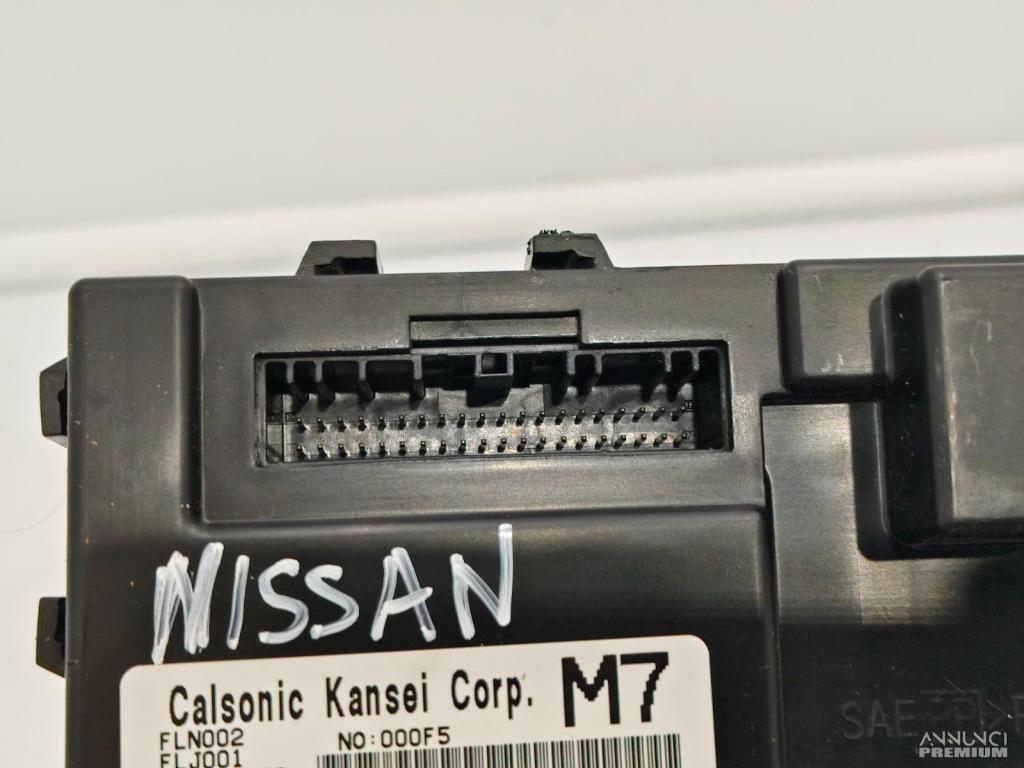 NISSAN
Calsonic Kansei Corp. M7
FLN002 NO:000F5
FLJ001
SAE
ANNUNCI
PREMIUM